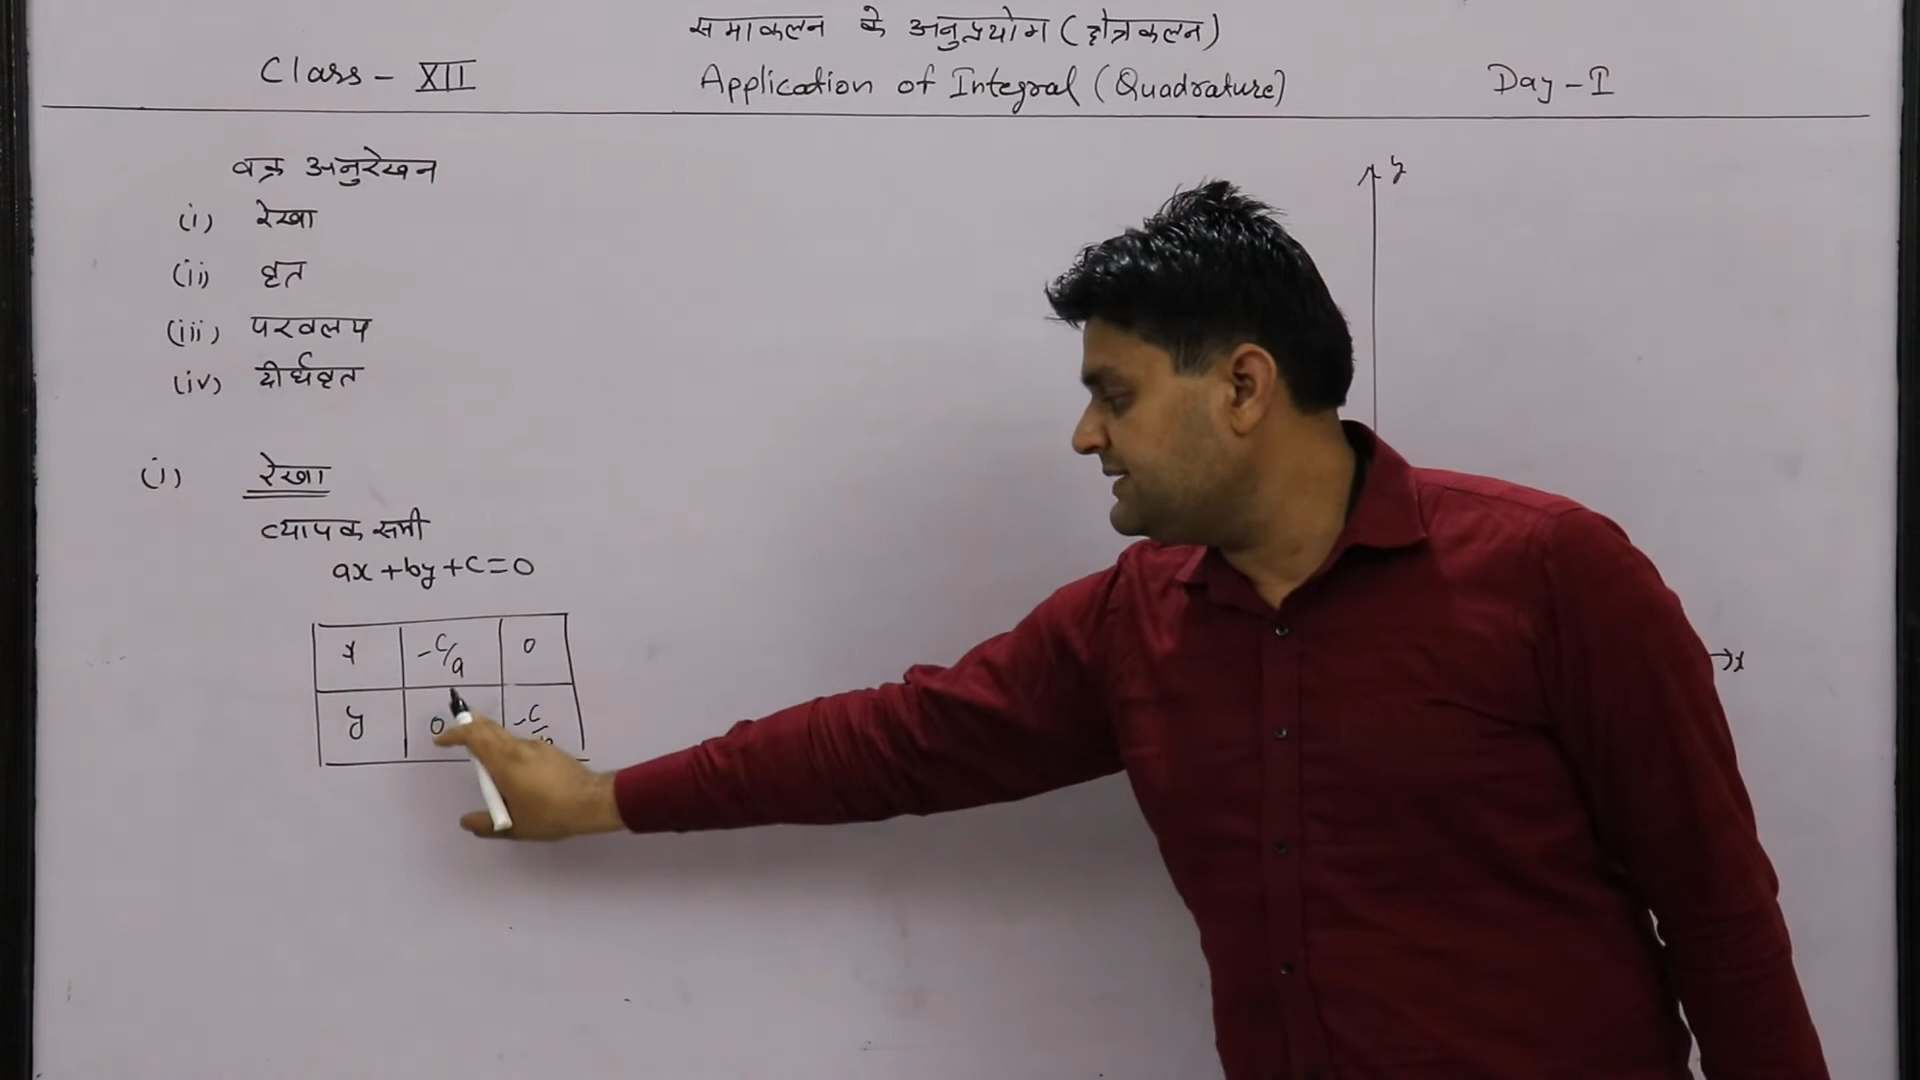 समाकलन के अनुप्रयोग (क्षेत्रकलन)
Class - XII
Application of Integral (Quadrature)
Day - I
वक्र अनुरेखन
(i) रेखा
(ii) वृत
(iii) परवलय
(iv) दीर्घवृत
(i) रेखा
व्यापक समी
ax + by + c = 0
x -c/a 0
y 0 -c/b
y
x